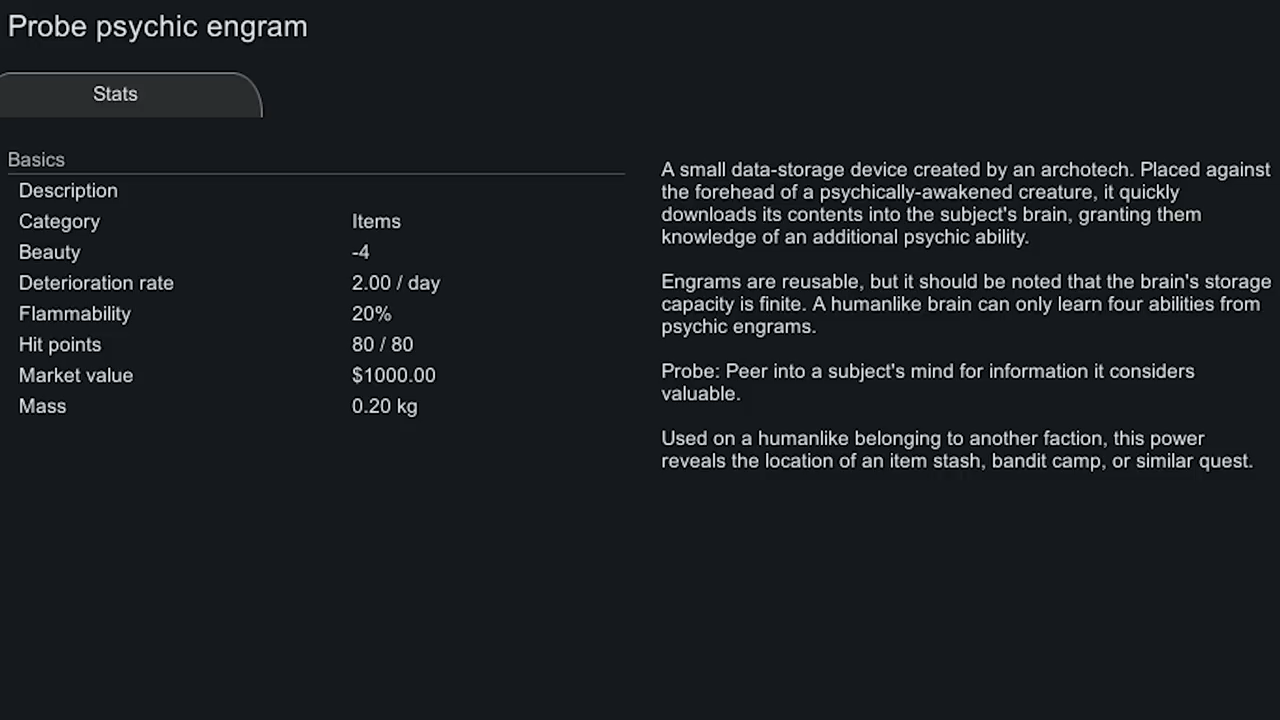 Probe psychic engram
Stats
Basics
Description
Category Items
Beauty -4
Deterioration rate 2.00 / day
Flammability 20%
Hit points 80 / 80
Market value $1000.00
Mass 0.20 kg
A small data-storage device created by an archotech. Placed against
the forehead of a psychically-awakened creature, it quickly
downloads its contents into the subject's brain, granting them
knowledge of an additional psychic ability.
Engrams are reusable, but it should be noted that the brain's storage
capacity is finite. A humanlike brain can only learn four abilities from
psychic engrams.
Probe: Peer into a subject's mind for information it considers
valuable.
Used on a humanlike belonging to another faction, this power
reveals the location of an item stash, bandit camp, or similar quest.